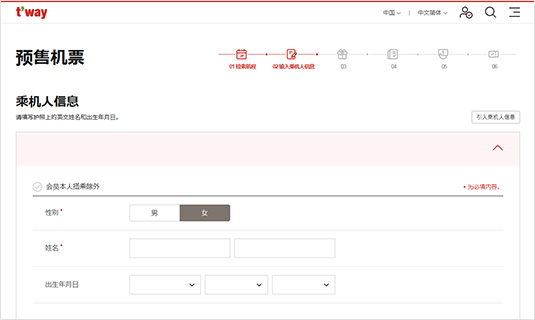 t'way
中国 | 中文简体
预售机票
01 检索航程 02 输入乘机人信息 03 04 05 06
乘机人信息
请填写护照上的英文姓名和出生年月日。
引入乘机人信息
会员本人搭乘除外
• 为必填内容。
性别 • 男 女
姓名 •
出生年月日